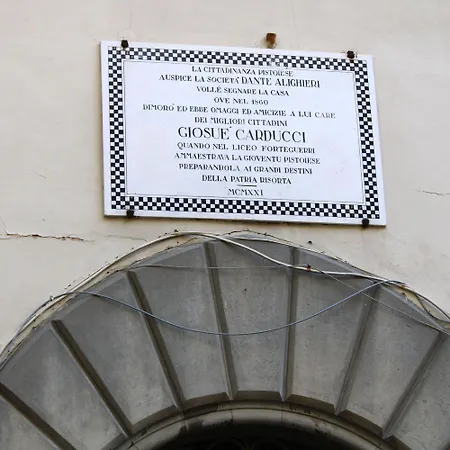 LA CITTADINANZA PISTOIESE
AUSPICE LA SOCIETÀ DANTE ALIGHIERI
VOLLE SEGNARE LA CASA
OVE NEL 1860
DIMORÒ ED EBBE OMAGGI ED AMICIZIE A LUI CARE
DEI MIGLIORI CITTADINI
GIOSUE' CARDUCCI
QUANDO NEL LICEO FORTEGUERRI
AMMAESTRAVA LA GIOVENTÙ PISTOIESE
PREPARANDOLA AI GRANDI DESTINI
DELLA PATRIA RISORTA
MCMXXI